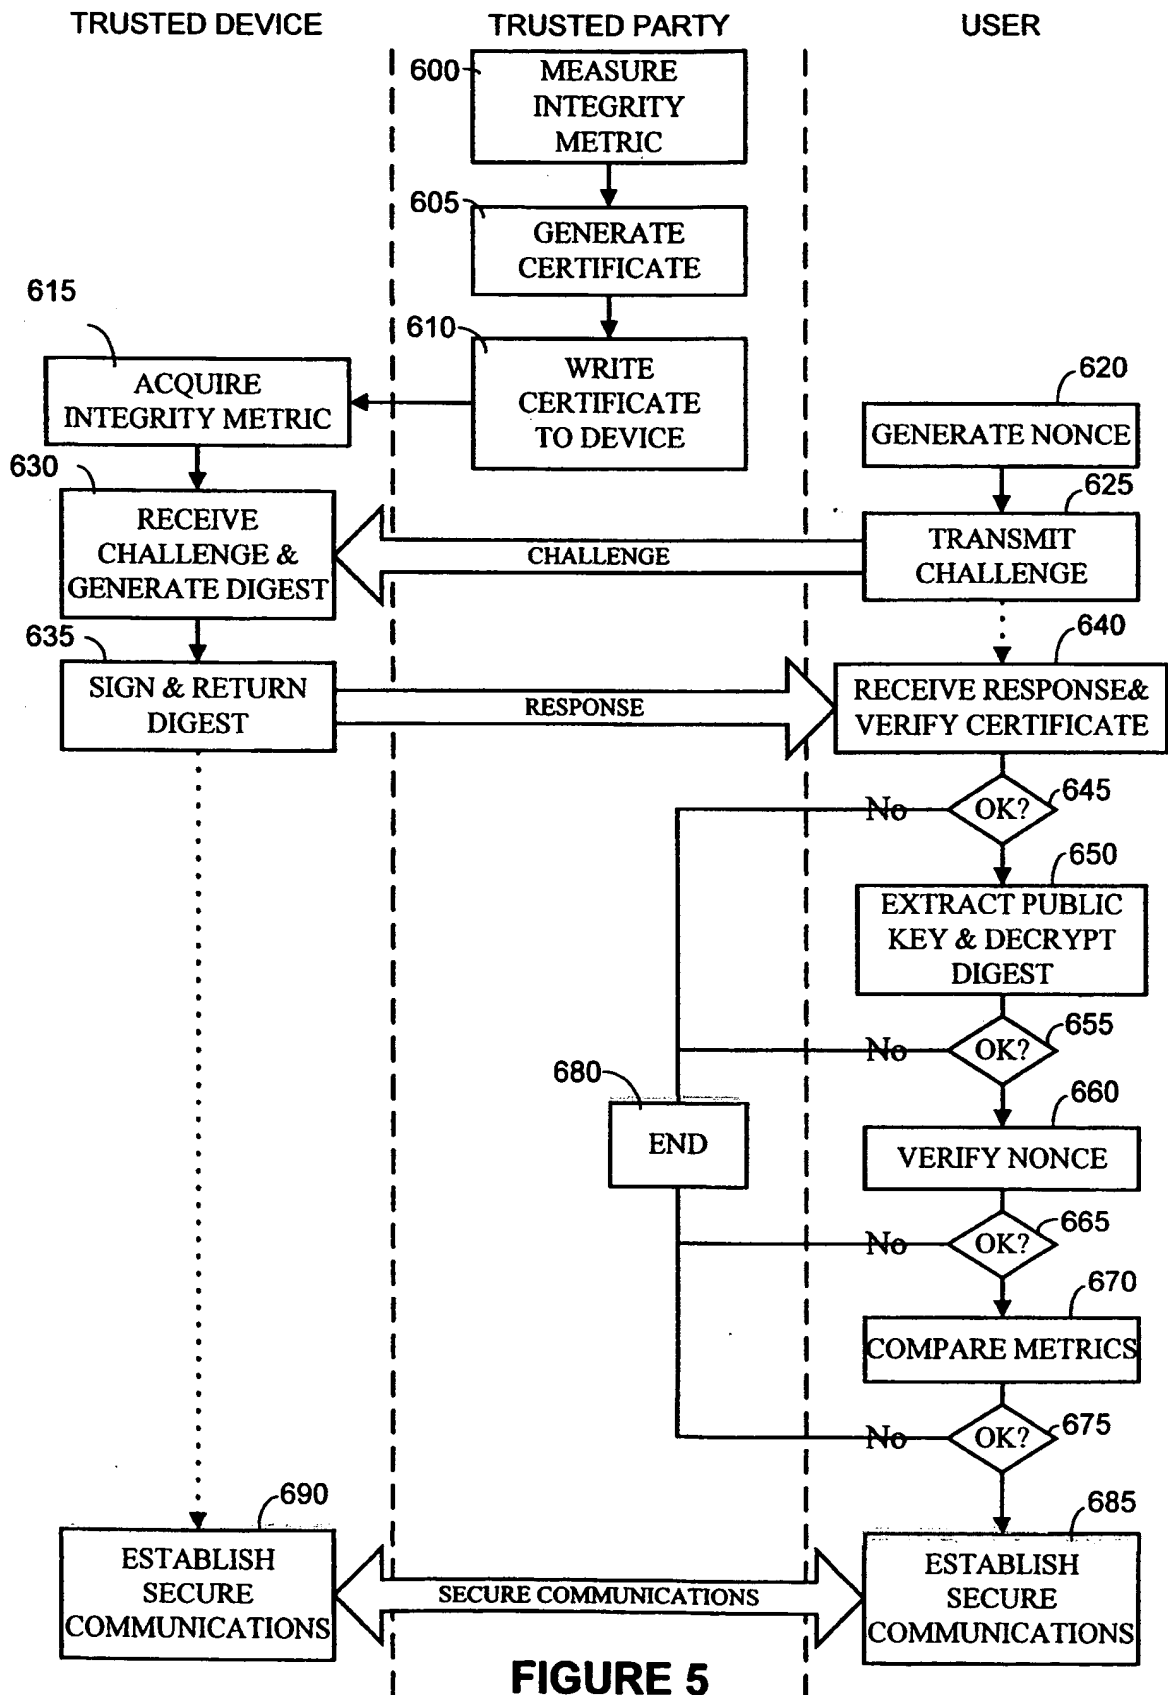 TRUSTED DEVICE
TRUSTED PARTY
USER
600
MEASURE
INTEGRITY
METRIC
605
GENERATE
CERTIFICATE
615
610
WRITE
CERTIFICATE
TO DEVICE
ACQUIRE
INTEGRITY METRIC
620
GENERATE NONCE
630
RECEIVE
CHALLENGE &
GENERATE DIGEST
CHALLENGE
625
TRANSMIT
CHALLENGE
635
SIGN & RETURN
DIGEST
RESPONSE
640
RECEIVE RESPONSE&
VERIFY CERTIFICATE
No
OK?
645
650
EXTRACT PUBLIC
KEY & DECRYPT
DIGEST
No
OK?
655
680
END
660
VERIFY NONCE
No
OK?
665
670
COMPARE METRICS
No
OK?
675
690
ESTABLISH
SECURE
COMMUNICATIONS
SECURE COMMUNICATIONS
685
ESTABLISH
SECURE
COMMUNICATIONS
FIGURE 5